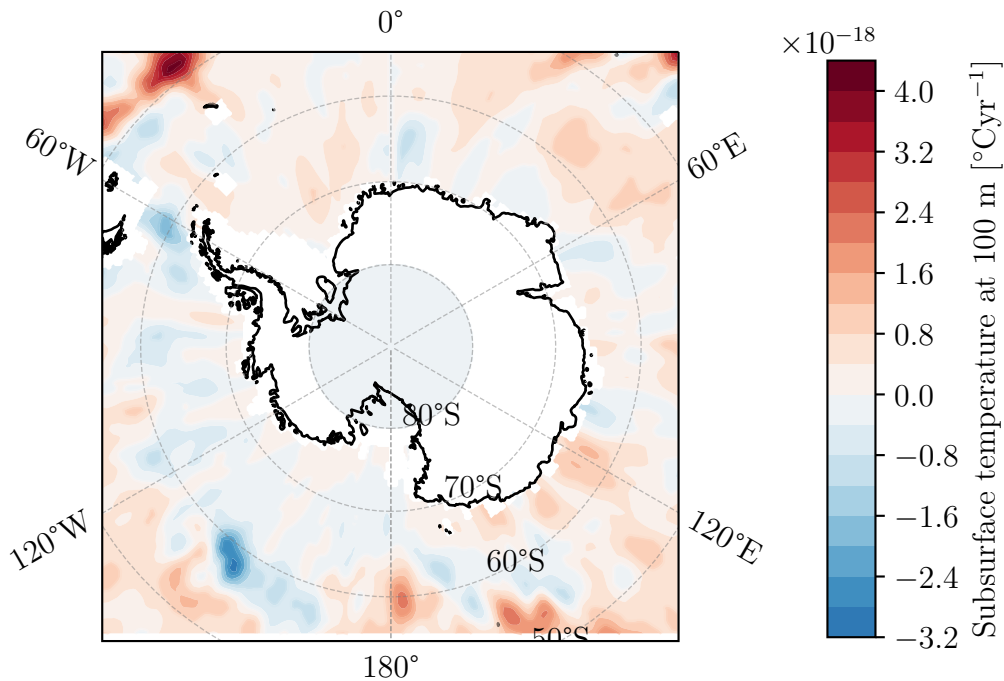 0°
×10⁻¹⁸
60°W
60°E
80°S
70°S
60°S
50°S
120°W
120°E
180°
4.0
3.2
2.4
1.6
0.8
0.0
−0.8
−1.6
−2.4
−3.2
Subsurface temperature at 100 m [°Cyr⁻¹]